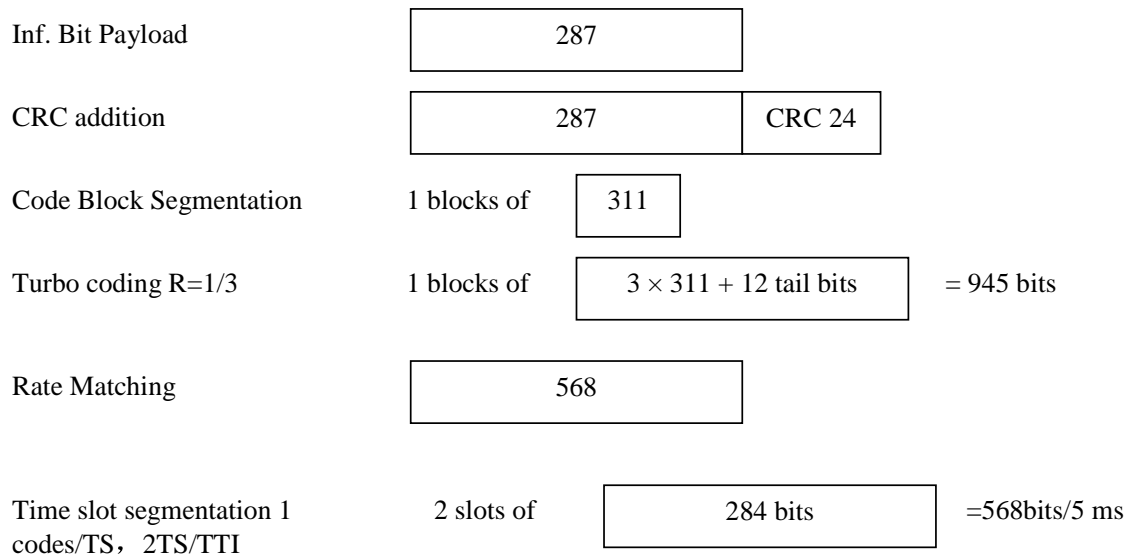 Inf. Bit Payload 287
CRC addition 287 CRC 24
Code Block Segmentation 1 blocks of 311
Turbo coding R=1/3 1 blocks of 3 × 311 + 12 tail bits = 945 bits
Rate Matching 568
Time slot segmentation 1 2 slots of 284 bits =568bits/5 ms
codes/TS，2TS/TTI